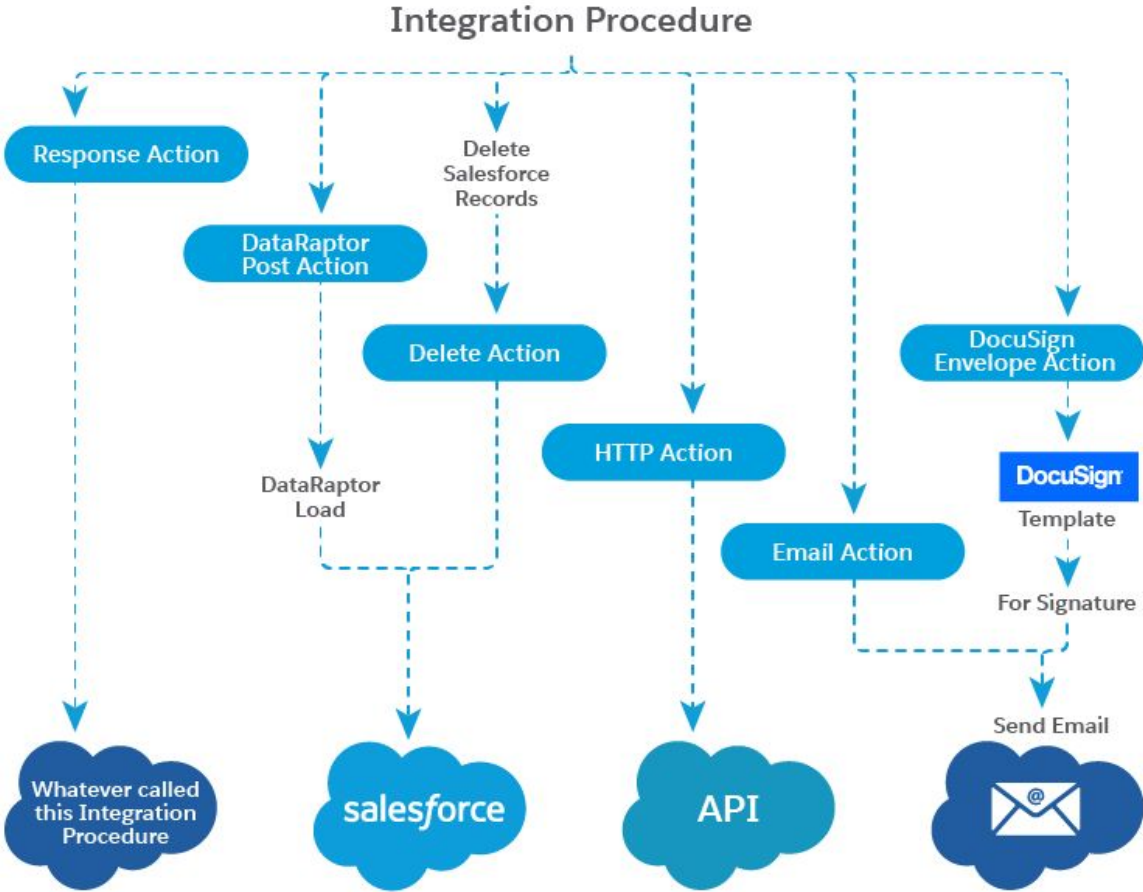 Integration Procedure
Response Action
Delete
Salesforce
Records
DataRaptor
Post Action
Delete Action
DocuSign
Envelope Action
HTTP Action
DocuSign
DataRaptor
Load
Template
Email Action
For Signature
Send Email
Whatever called
this Integration
Procedure
salesforce
API
@